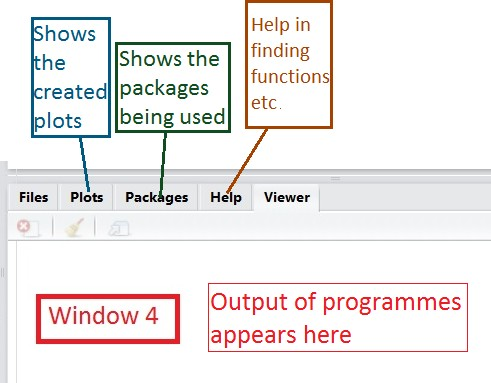 Shows
the
created
plots
Shows the
packages
being used
Help in
finding
functions
etc.
Files Plots Packages Help Viewer
Window 4
Output of programmes
appears here